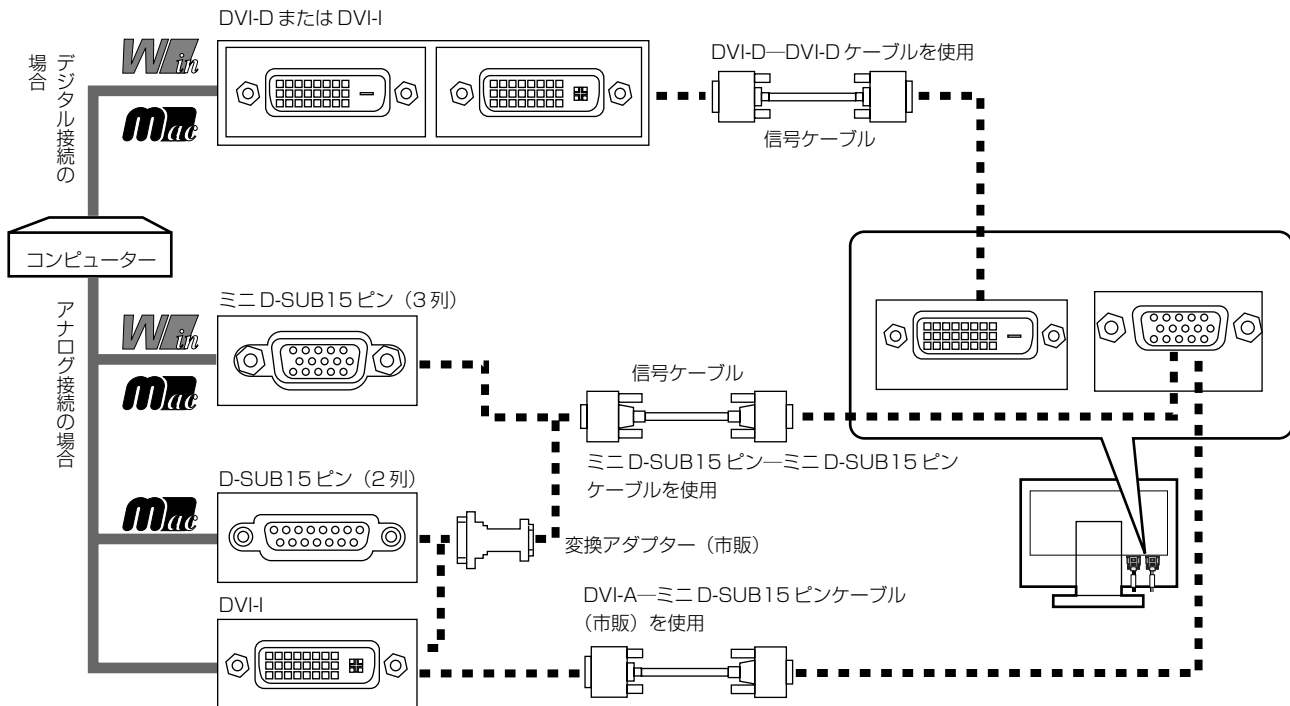 DVI-D または DVI-I
Win
Mac
デジタル接続の
場合
DVI-D―DVI-D ケーブルを使用
信号ケーブル
コンピューター
アナログ接続の場合
ミニ D-SUB15 ピン（3 列）
Win
Mac
信号ケーブル
ミニ D-SUB15 ピン―ミニ D-SUB15 ピン
ケーブルを使用
D-SUB15 ピン（2 列）
Mac
変換アダプター（市販）
DVI-I
DVI-A―ミニ D-SUB15 ピンケーブル
（市販）を使用